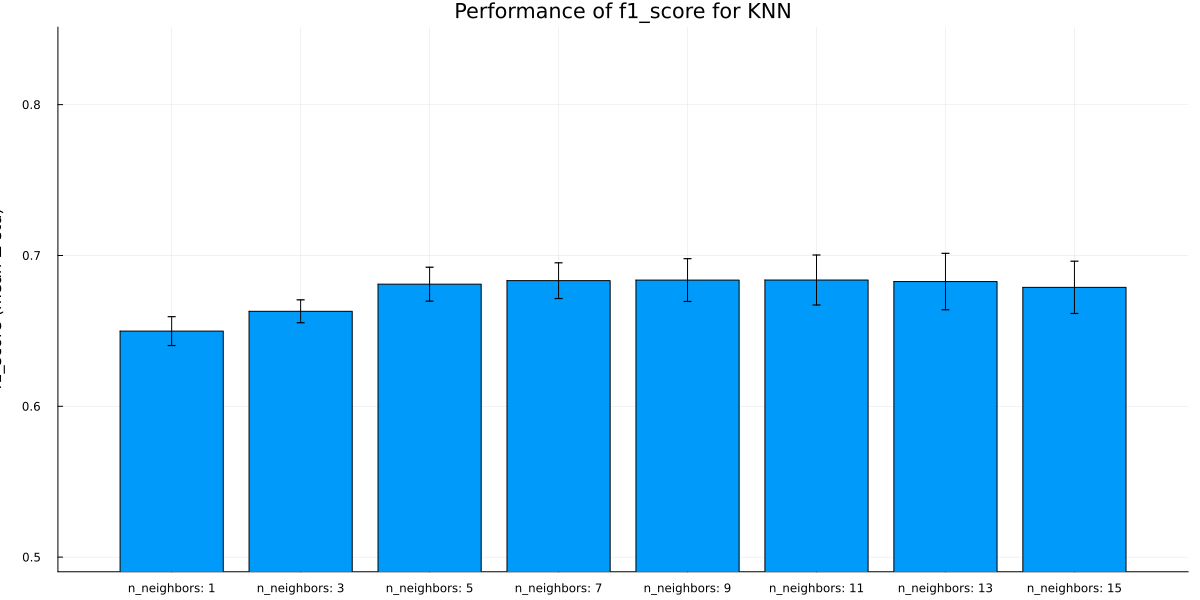 Performance of f1_score for KNN
0.8
0.7
0.6
0.5
n_neighbors: 1
n_neighbors: 3
n_neighbors: 5
n_neighbors: 7
n_neighbors: 9
n_neighbors: 11
n_neighbors: 13
n_neighbors: 15